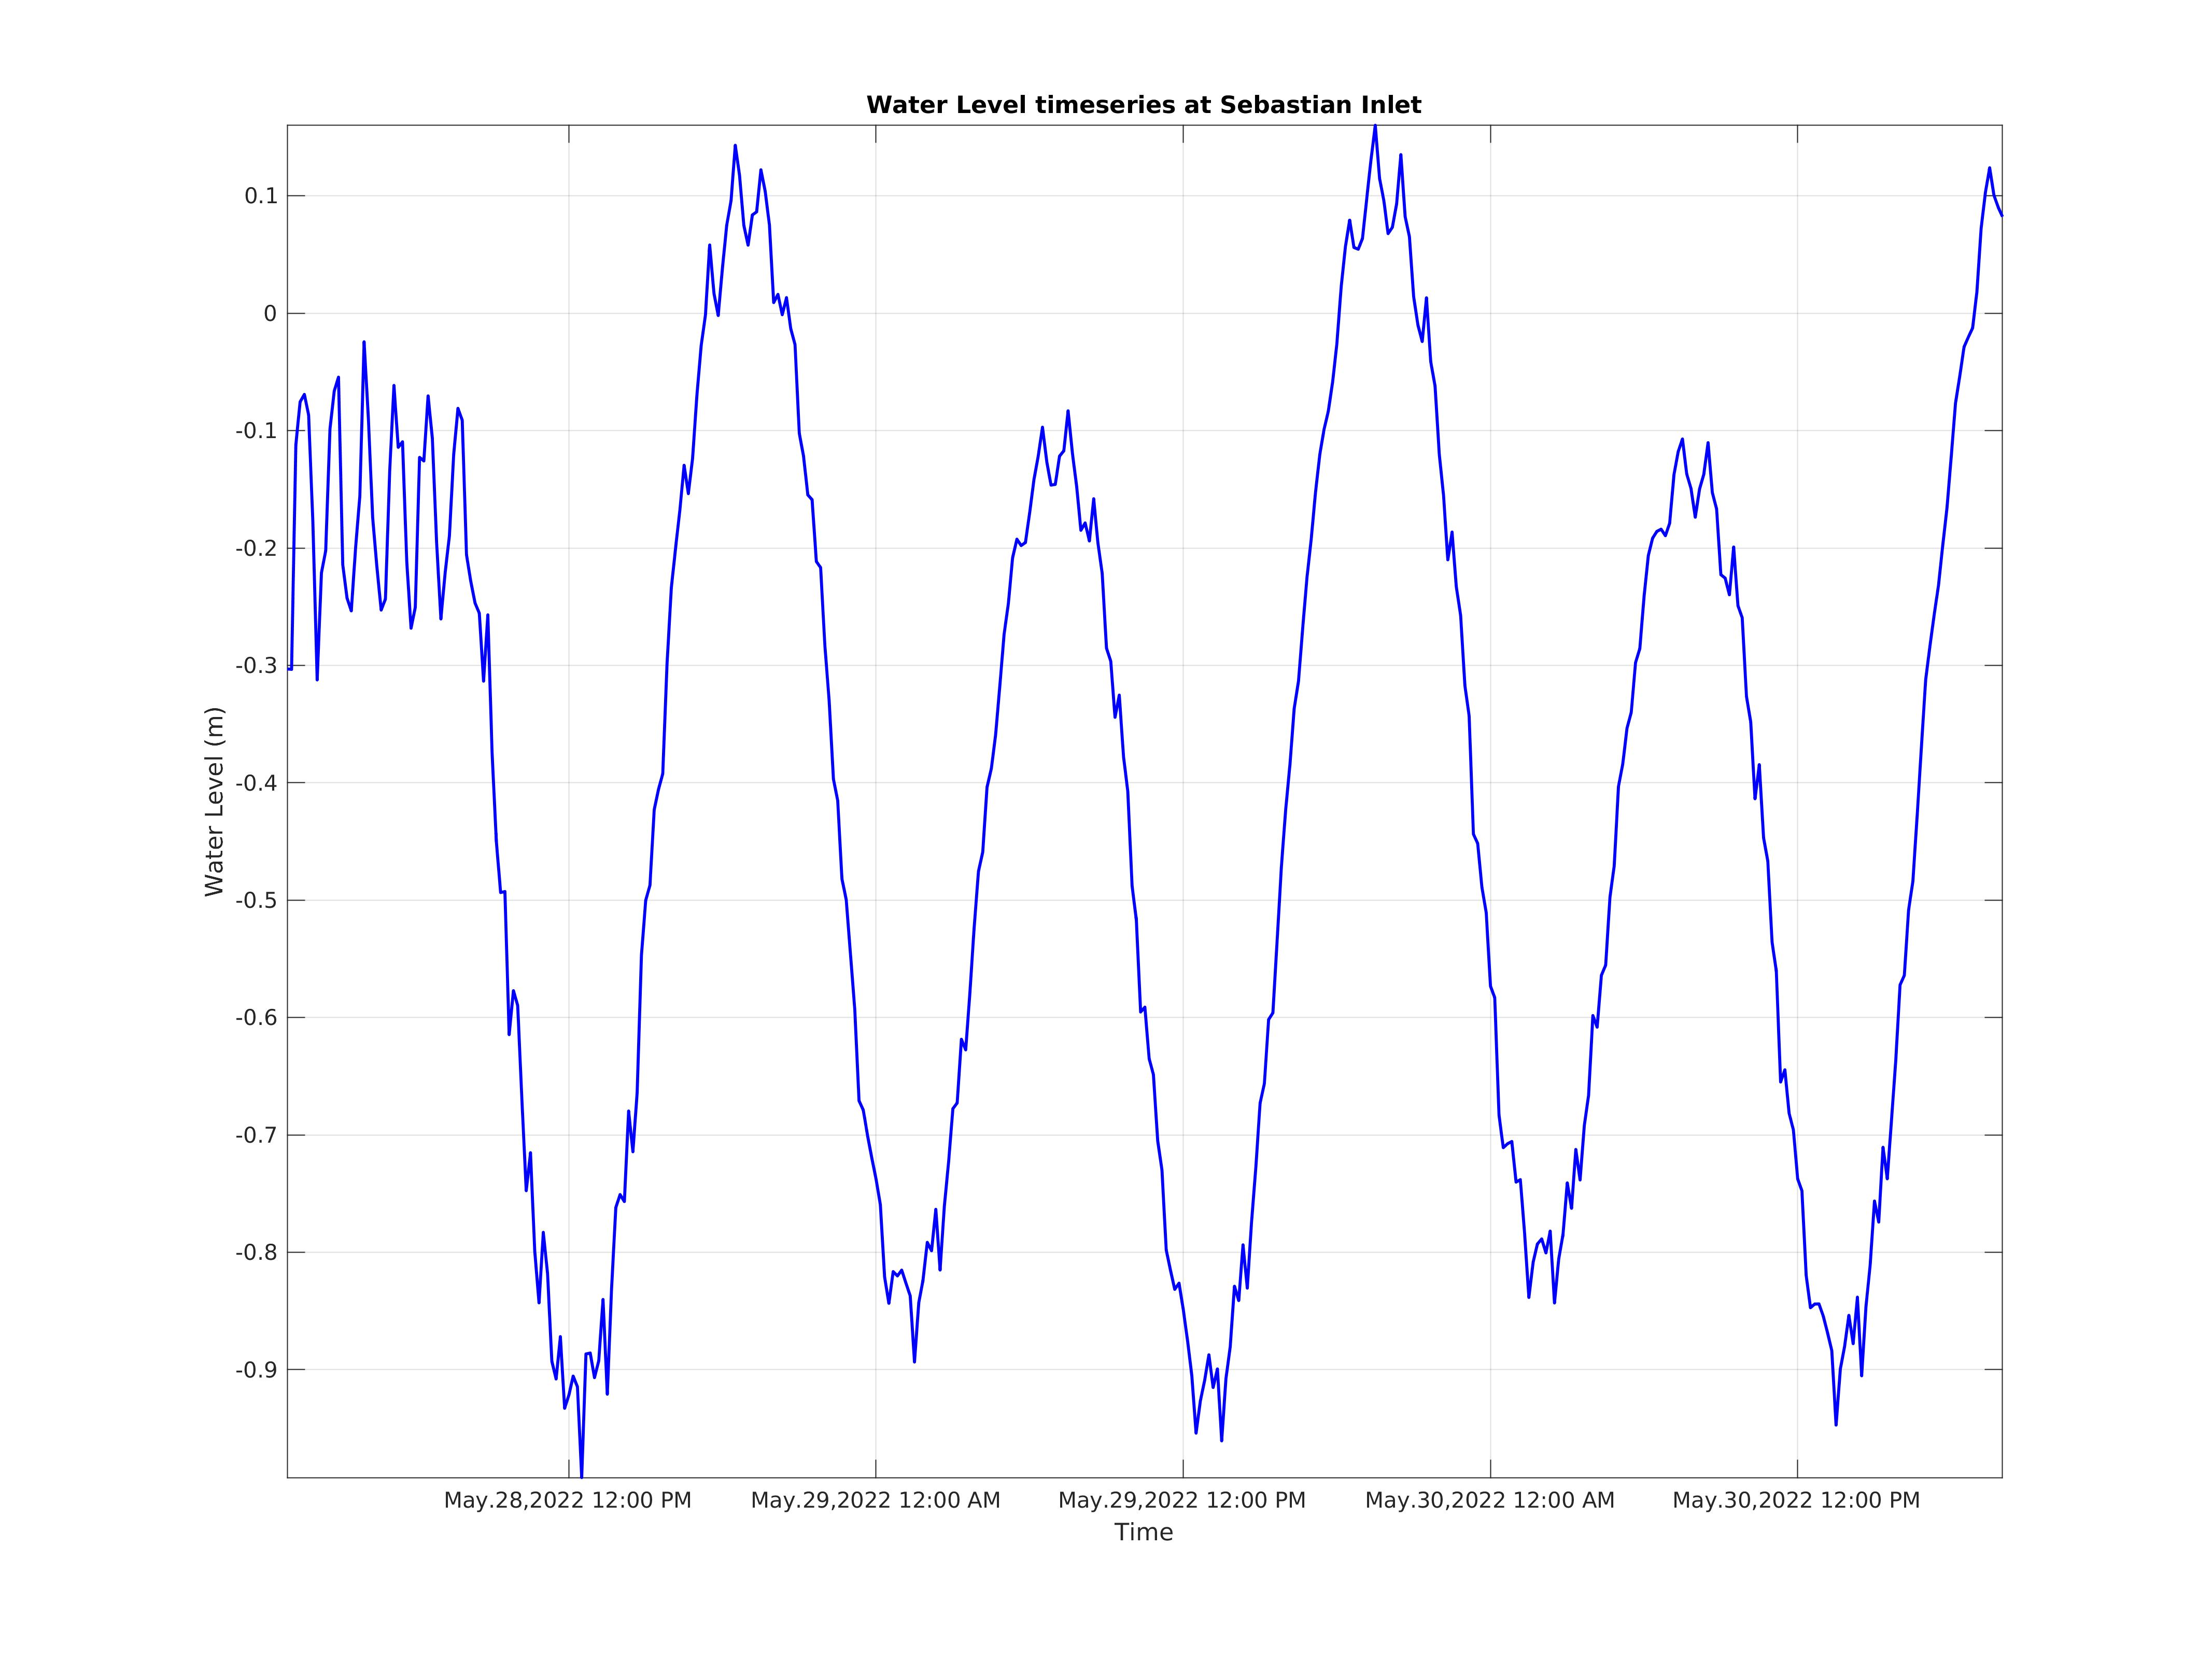 Water Level timeseries at Sebastian Inlet
0.1
0
-0.1
-0.2
-0.3
-0.4
-0.5
-0.6
-0.7
-0.8
-0.9
Water Level (m)
May.28,2022 12:00 PM May.29,2022 12:00 AM May.29,2022 12:00 PM May.30,2022 12:00 AM May.30,2022 12:00 PM
Time